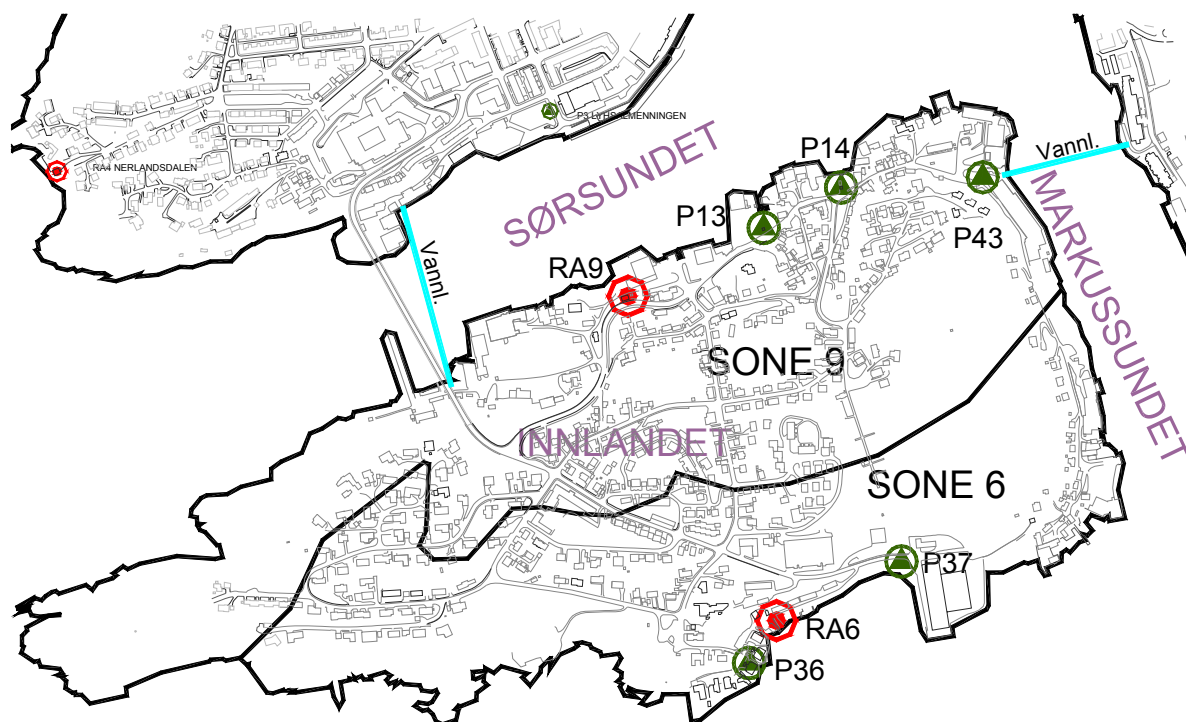 P3 LYHSALMENNINGEN
RA4 NERLANDSDALEN
SØRSUNDET
P14
Vannl.
MARKUSSUNDET
P13
P43
Vannl.
RA9
SONE 9
INNLANDET
SONE 6
P37
RA6
P36